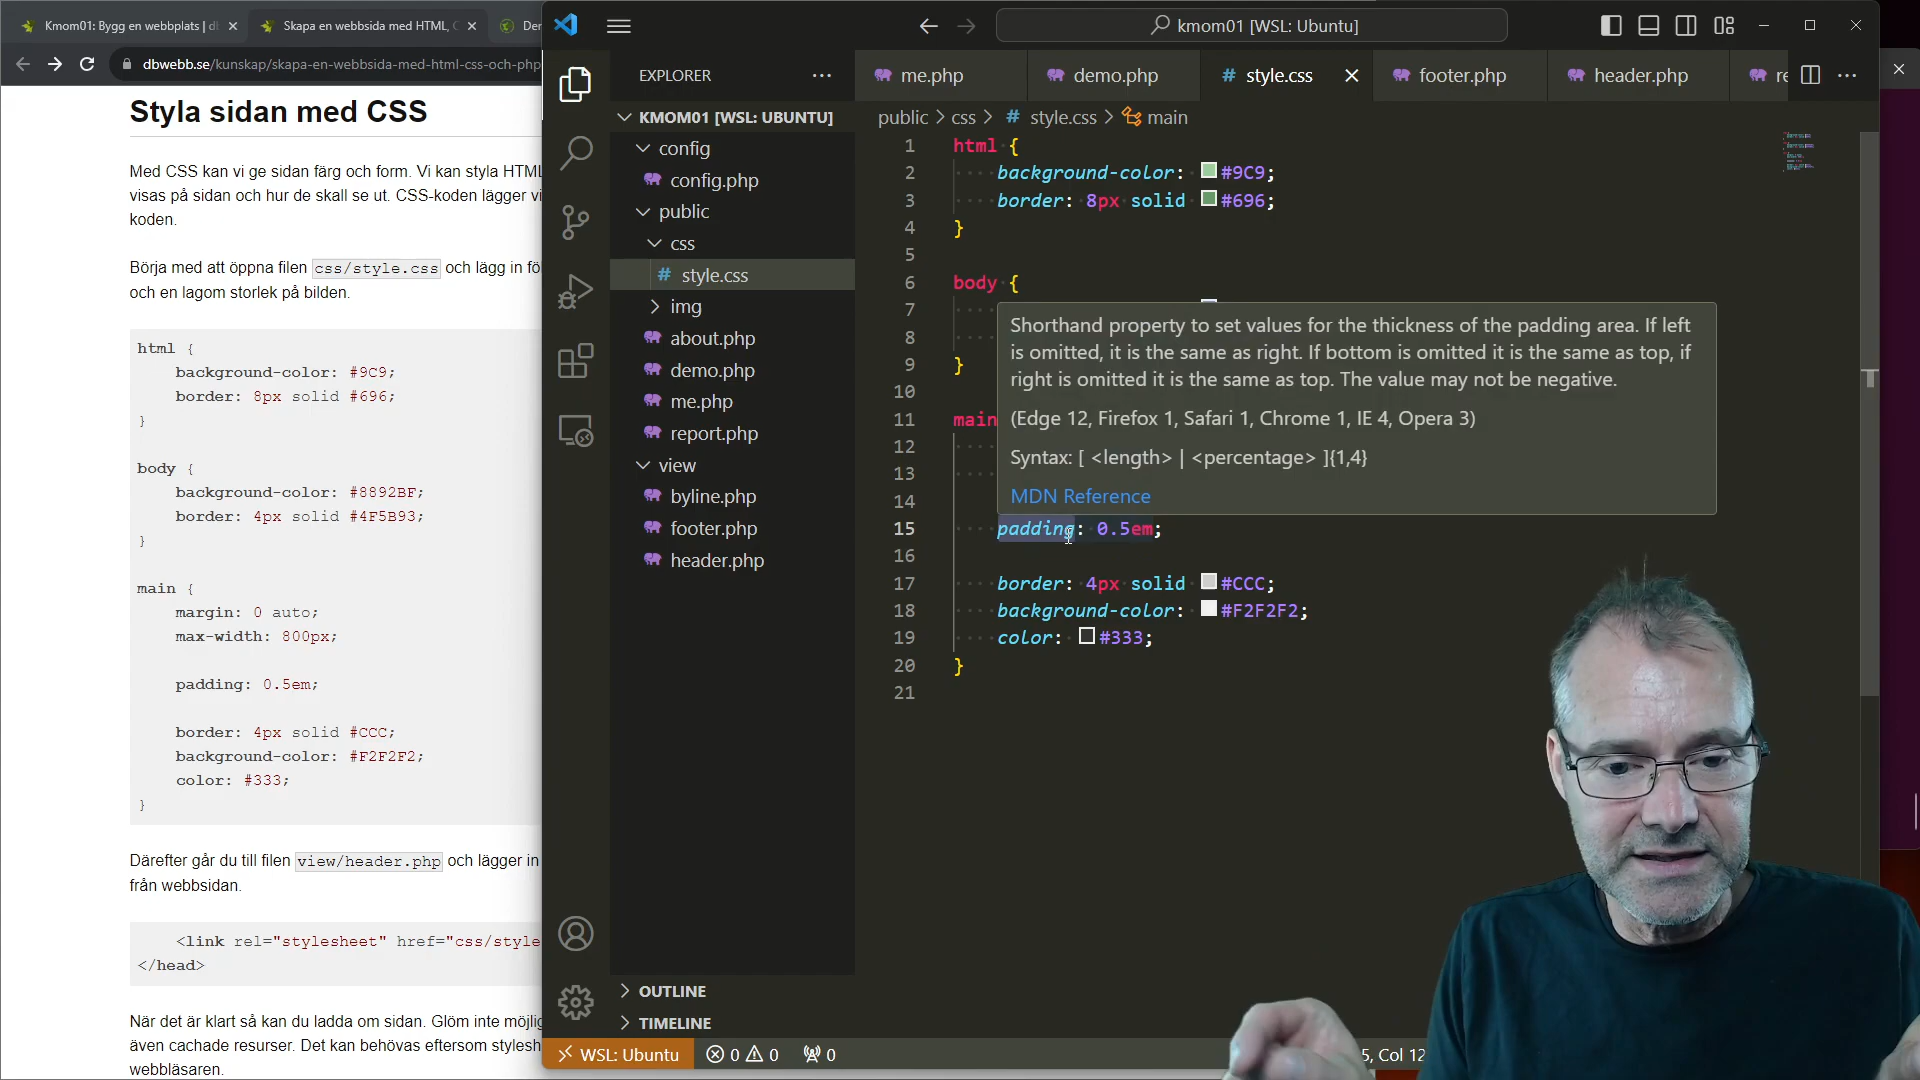 Kmom01: Bygg en webbplats | d
Skapa en webbsida med HTML, C
De
dbwebb.se/kunskap/skapa-en-webbsida-med-html-css-och-php
Styla sidan med CSS
Med CSS kan vi ge sidan färg och form. Vi kan styla HTML
visas på sidan och hur de skall se ut. CSS-koden lägger vi
koden.
Börja med att öppna filen css/style.css och lägg in fö
och en lagom storlek på bilden.
html {
background-color: #9C9;
border: 8px solid #696;
}
body {
background-color: #8892BF;
border: 4px solid #4F5B93;
}
main {
margin: 0 auto;
max-width: 800px;
padding: 0.5em;
border: 4px solid #CCC;
background-color: #F2F2F2;
color: #333;
}
Därefter går du till filen view/header.php och lägger in
från webbsidan.
<link rel="stylesheet" href="css/style
</head>
När det är klart så kan du ladda om sidan. Glöm inte möjlig
även cachade resurser. Det kan behövas eftersom stylesh
webbläsaren.
kmom01 [WSL: Ubuntu]
EXPLORER
KMOM01 [WSL: UBUNTU]
config
config.php
public
css
# style.css
img
about.php
demo.php
me.php
report.php
view
byline.php
footer.php
header.php
OUTLINE
TIMELINE
me.php
demo.php
# style.css
footer.php
header.php
re
public > css > # style.css > main
1 html {
2 background-color: #9C9;
3 border: 8px solid #696;
4 }
5
6 body {
7
8
9 }
10
11 main
12
13
14
15 padding: 0.5em;
16
17 border: 4px solid #CCC;
18 background-color: #F2F2F2;
19 color: #333;
20 }
21
Shorthand property to set values for the thickness of the padding area. If left
is omitted, it is the same as right. If bottom is omitted it is the same as top, if
right is omitted it is the same as top. The value may not be negative.
(Edge 12, Firefox 1, Safari 1, Chrome 1, IE 4, Opera 3)
Syntax: [ <length> | <percentage> ]{1,4}
MDN Reference
WSL: Ubuntu
0 0
0
5, Col 12